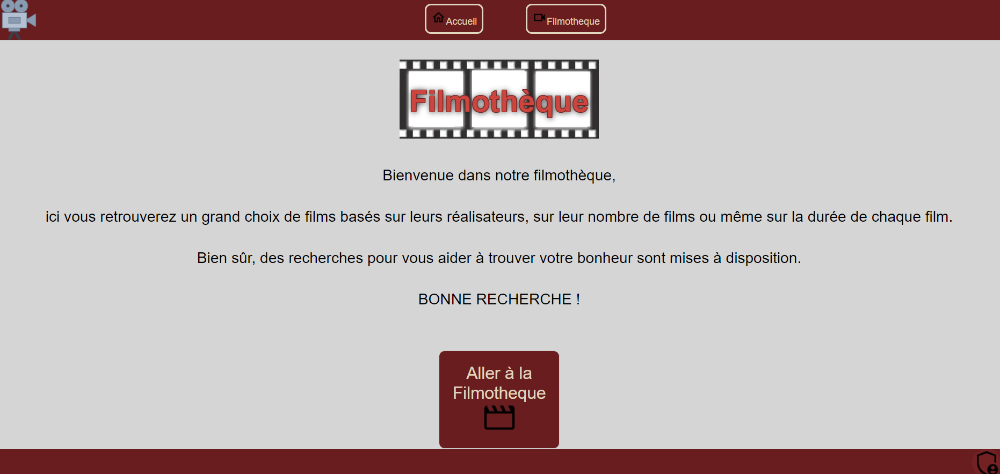 Accueil
Filmotheque
Filmothèque
Bienvenue dans notre filmothèque,
ici vous retrouverez un grand choix de films basés sur leurs réalisateurs, sur leur nombre de films ou même sur la durée de chaque film.
Bien sûr, des recherches pour vous aider à trouver votre bonheur sont mises à disposition.
BONNE RECHERCHE !
Aller à la
Filmotheque